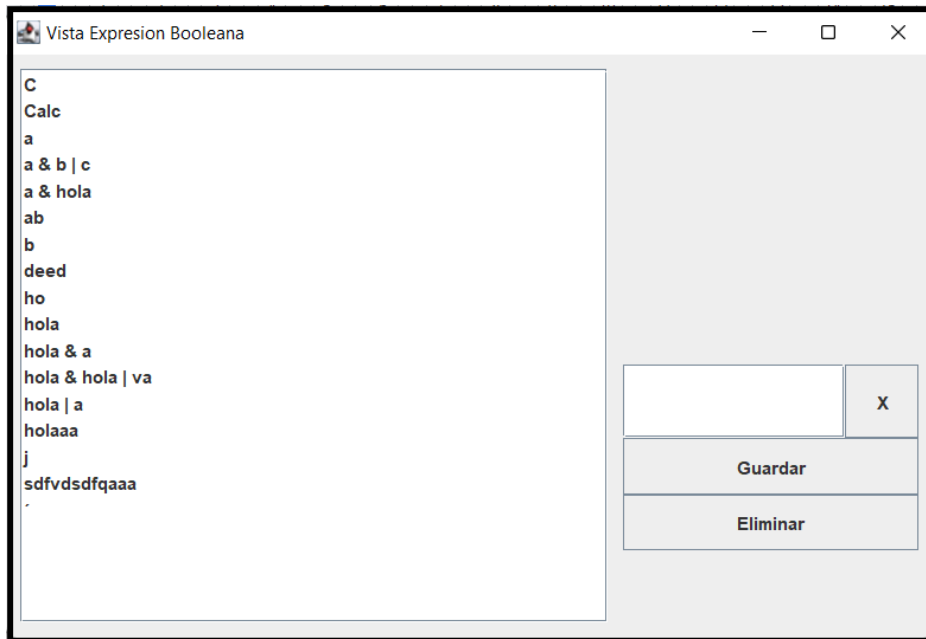 Vista Expresion Booleana
C
Calc
a
a & b | c
a & hola
ab
b
deed
ho
hola
hola & a
hola & hola | va
hola | a
holaaa
j
sdfvdsdfqaaa
´
X
Guardar
Eliminar